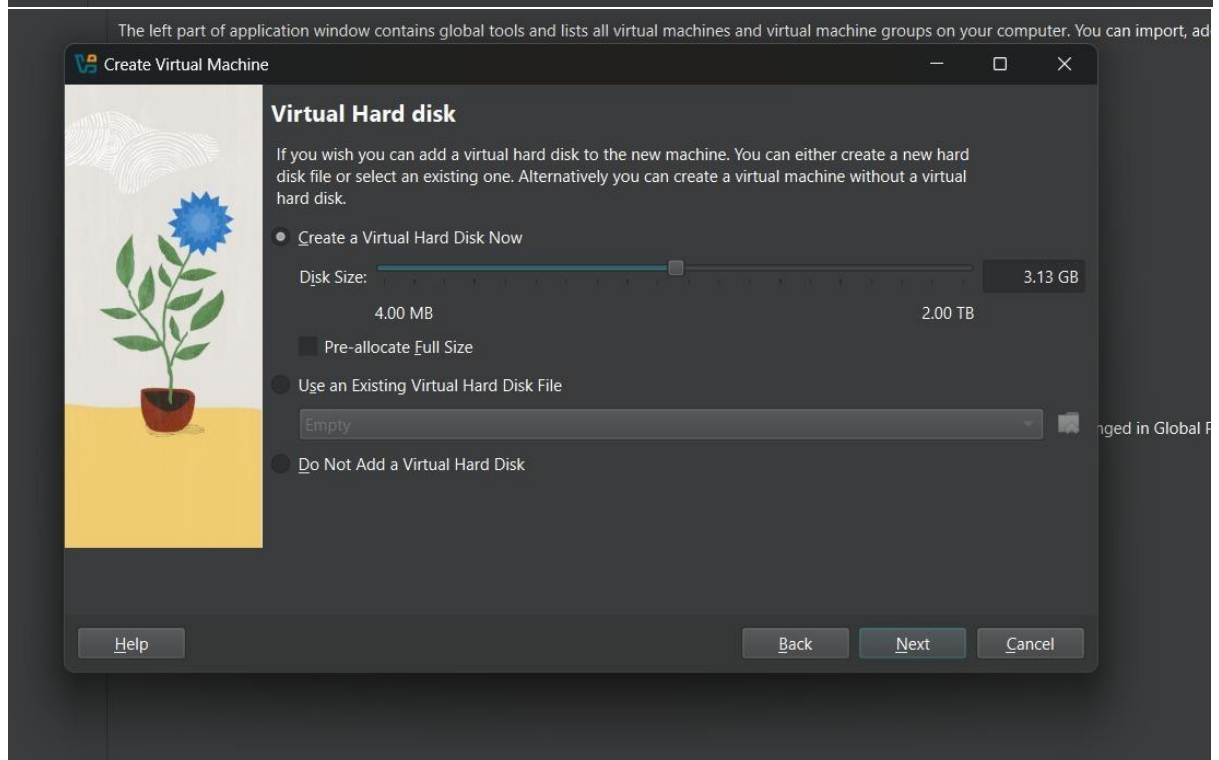 The left part of application window contains global tools and lists all virtual machines and virtual machine groups on your computer. You can import, ad
Create Virtual Machine
Virtual Hard disk
If you wish you can add a virtual hard disk to the new machine. You can either create a new hard
disk file or select an existing one. Alternatively you can create a virtual machine without a virtual
hard disk.
Create a Virtual Hard Disk Now
Disk Size: 3.13 GB
4.00 MB 2.00 TB
Pre-allocate Full Size
Use an Existing Virtual Hard Disk File
Empty
nged in Global
Do Not Add a Virtual Hard Disk
Help Back Next Cancel